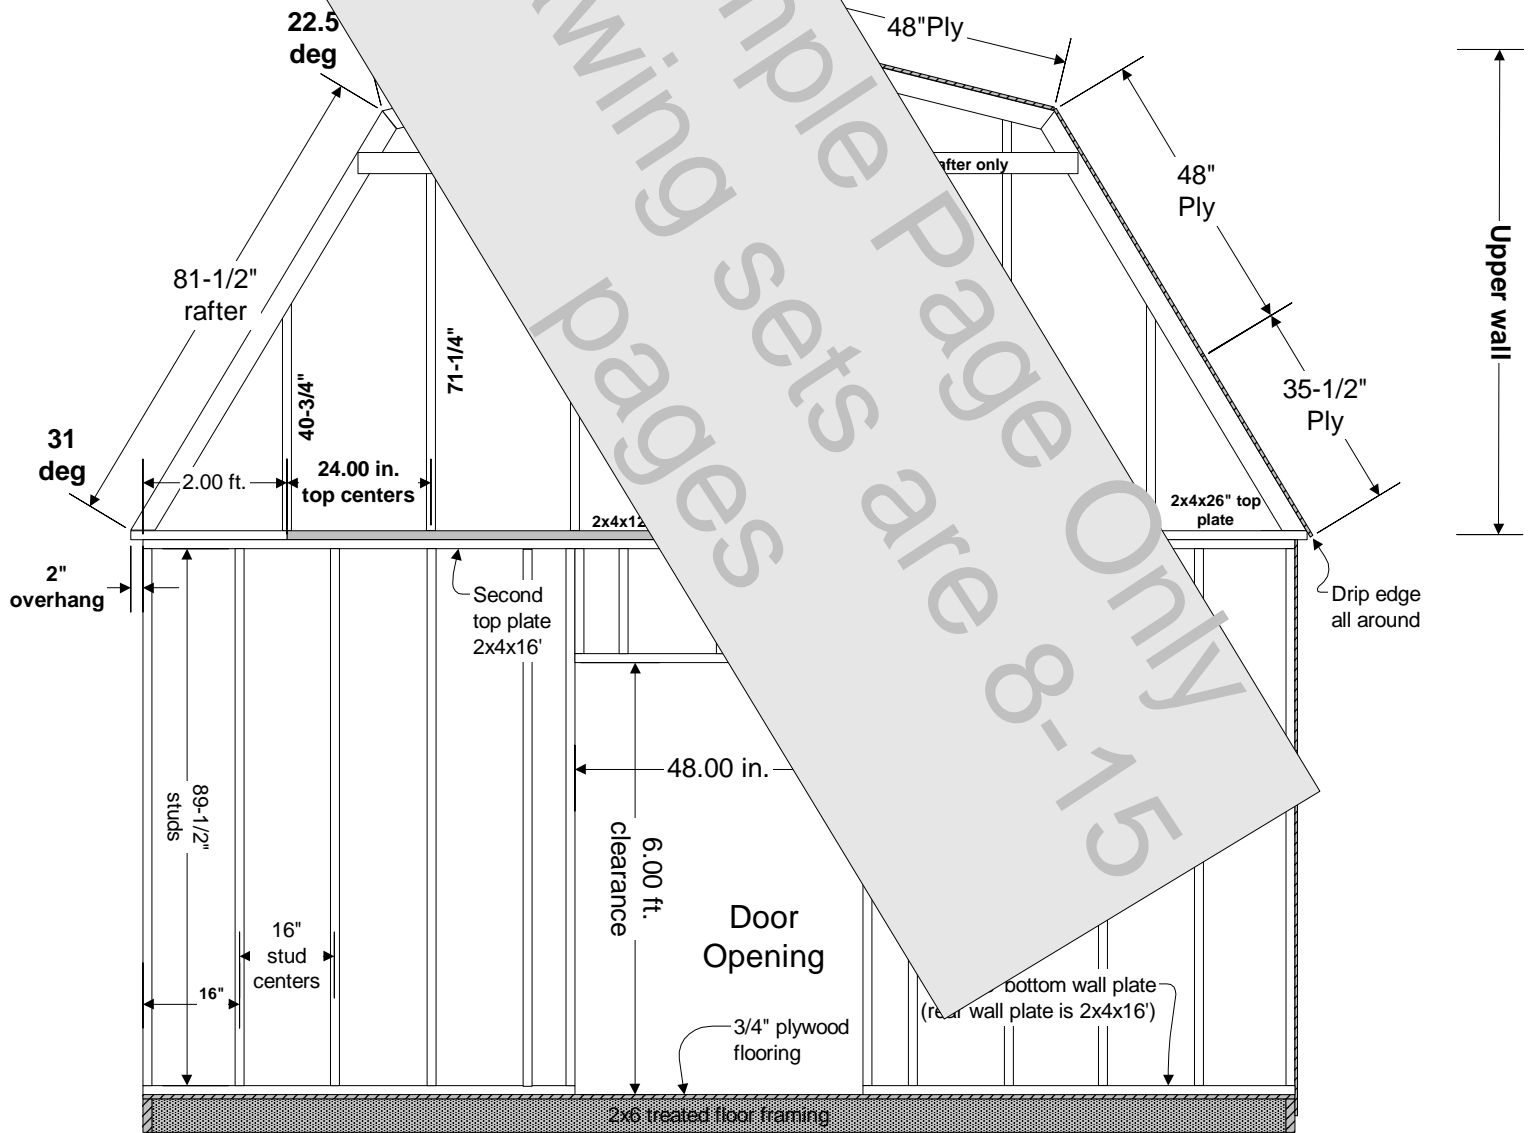 22.5
deg
48"Ply
after only
48"
Ply
Upper wall
81-1/2"
rafter
71-1/4"
40-3/4"
35-1/2"
Ply
31
deg
2.00 ft.
24.00 in.
top centers
2x4x12
2x4x26" top
plate
2"
overhang
Second
top plate
2x4x16'
Drip edge
all around
mple Page Only
awing sets are 8-15
pages
48.00 in.
89-1/2"
studs
6.00 ft.
clearance
Door
Opening
16"
stud
centers
16"
bottom wall plate
(rear wall plate is 2x4x16')
3/4" plywood
flooring
2x6 treated floor framing